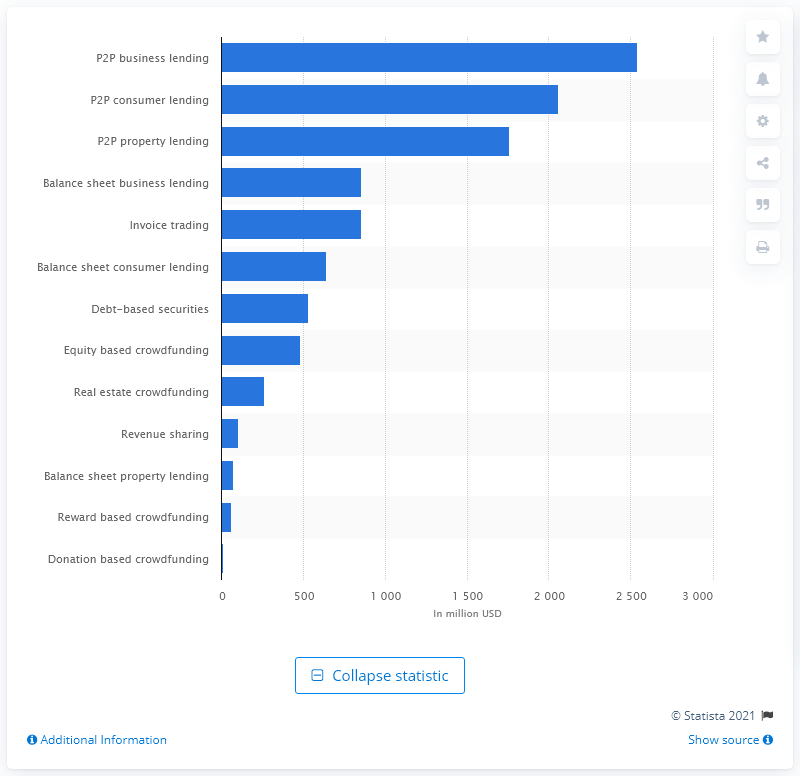 P2P business lending
P2P consumer lending
P2P property lending
Balance sheet business lending
Invoice trading
Balance sheet consumer lending
Debt-based securities
Equity based crowdfunding
Real estate crowdfunding
Revenue sharing
Balance sheet property lending
Reward based crowdfunding
Donation based crowdfunding
0 500 1 000 1 500 2 000 2 500 3 000
In million USD
Collapse statistic
© Statista 2021
Additional Information
Show source